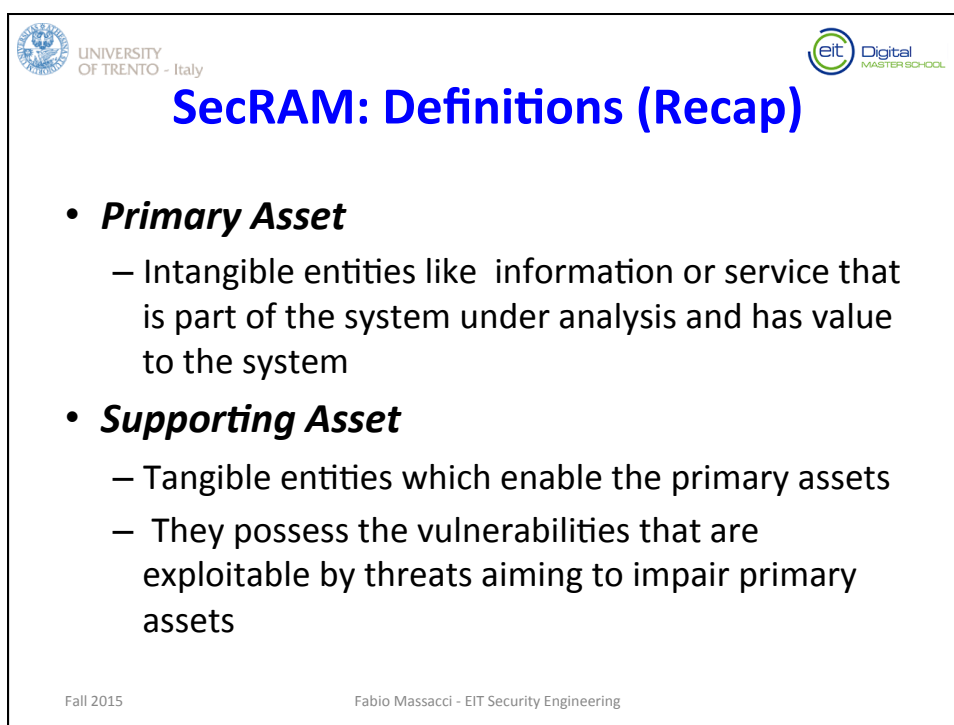 UNIVERSITY
OF TRENTO - Italy
eit Digital
MASTER SCHOOL
SecRAM: Definitions (Recap)
• Primary Asset
– Intangible entities like  information or service that
is part of the system under analysis and has value
to the system
• Supporting Asset
– Tangible entities which enable the primary assets
–  They possess the vulnerabilities that are
exploitable by threats aiming to impair primary
assets
Fall 2015
Fabio Massacci - EIT Security Engineering